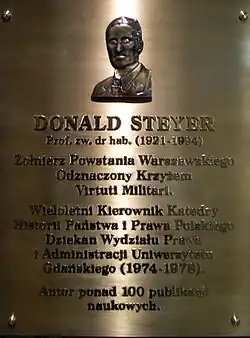 DONALD STEYER
Prof. zw. dr hab. (1921-1994)
Żołnierz Powstania Warszawskiego
Odznaczony Krzyżem
Virtuti Militari.
Wieloletni Kierownik Katedry
Historii Państwa i Prawa Polskiego
Dziekan Wydziału Prawa
i Administracji Uniwersytetu
Gdańskiego (1974-1978).
Autor ponad 100 publikacji
naukowych.